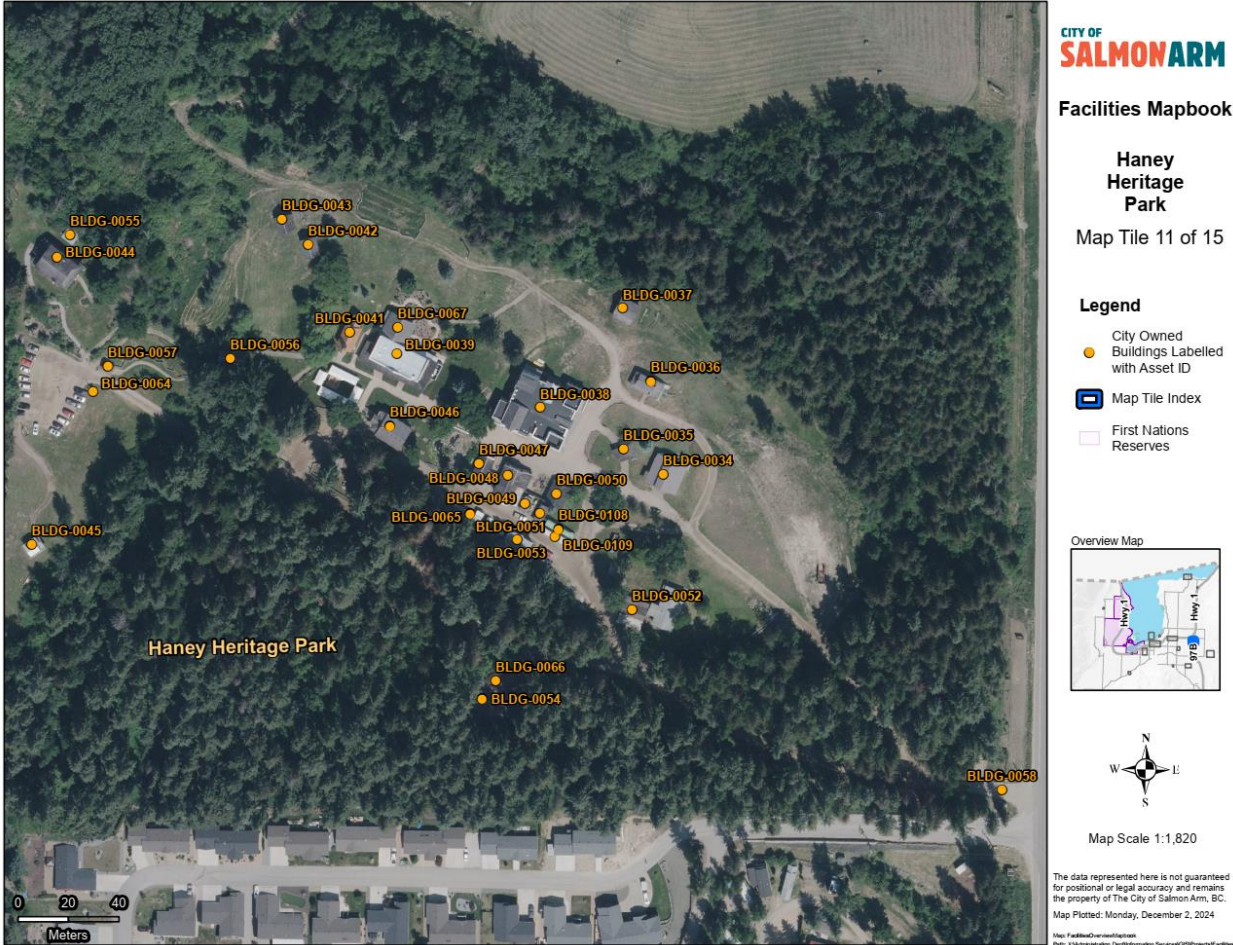 CITY OF
SALMONARM
Facilities Mapbook
Haney
Heritage
Park
Map Tile 11 of 15
Legend
City Owned
Buildings Labelled
with Asset ID
Map Tile Index
First Nations
Reserves
Overview Map
Hwy. 1
Hwy. 1
97B
N
W
E
S
Map Scale 1:1,820
The data represented here is not guaranteed
for positional or legal accuracy and remains
the property of The City of Salmon Arm, BC.
Map Plotted: Monday, December 2, 2024
Map: FacilitiesOverviewMapbook
BLDG-0043
BLDG-0055
BLDG-0042
BLDG-0044
BLDG-0037
BLDG-0041
BLDG-0067
BLDG-0056
BLDG-0039
BLDG-0057
BLDG-0036
BLDG-0064
BLDG-0038
BLDG-0046
BLDG-0035
BLDG-0047
BLDG-0034
BLDG-0048
BLDG-0050
BLDG-0049
BLDG-0065
BLDG-0108
BLDG-0051
BLDG-0045
BLDG-0109
BLDG-0053
BLDG-0052
Haney Heritage Park
BLDG-0066
BLDG-0054
BLDG-0058
0 20 40
Meters